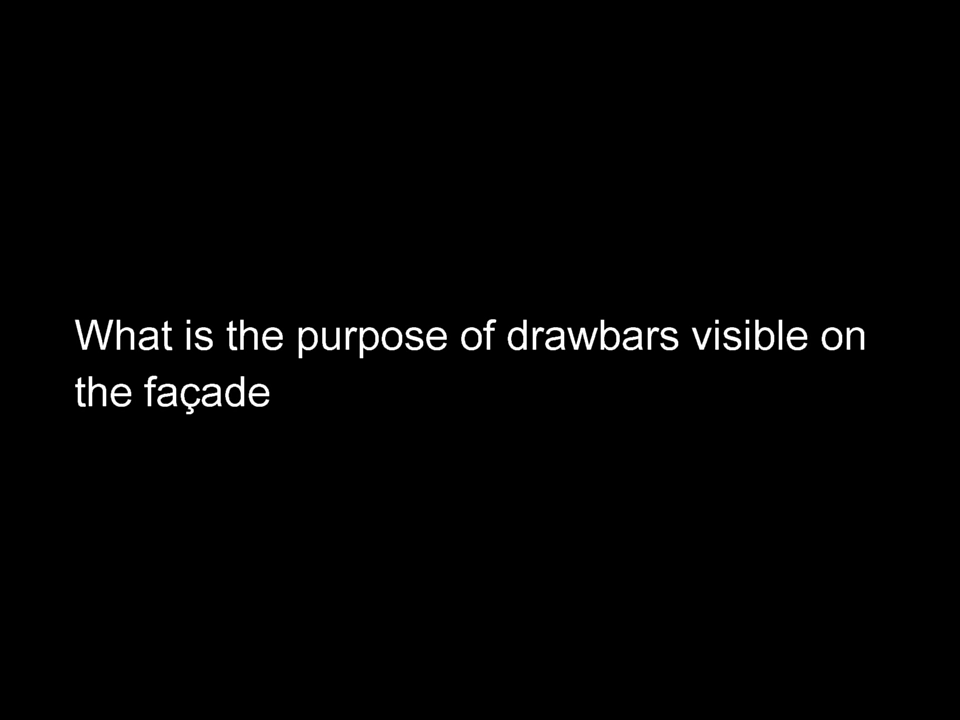 What is the purpose of drawbars visible on
the façade